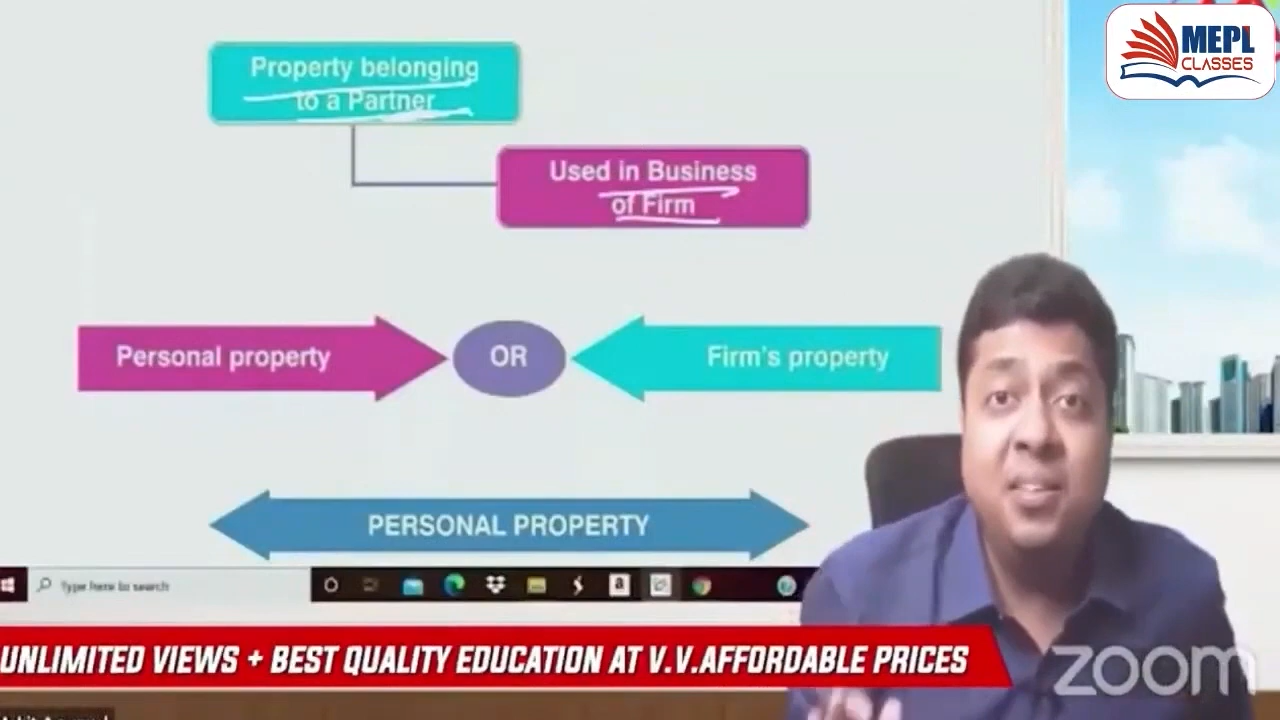 MEPL
CLASSES
Property belonging
to a Partner
Used in Business
of Firm
Personal property
OR
Firm's property
PERSONAL PROPERTY
Type here to search
a
UNLIMITED VIEWS + BEST QUALITY EDUCATION AT V.V.AFFORDABLE PRICES
zoom